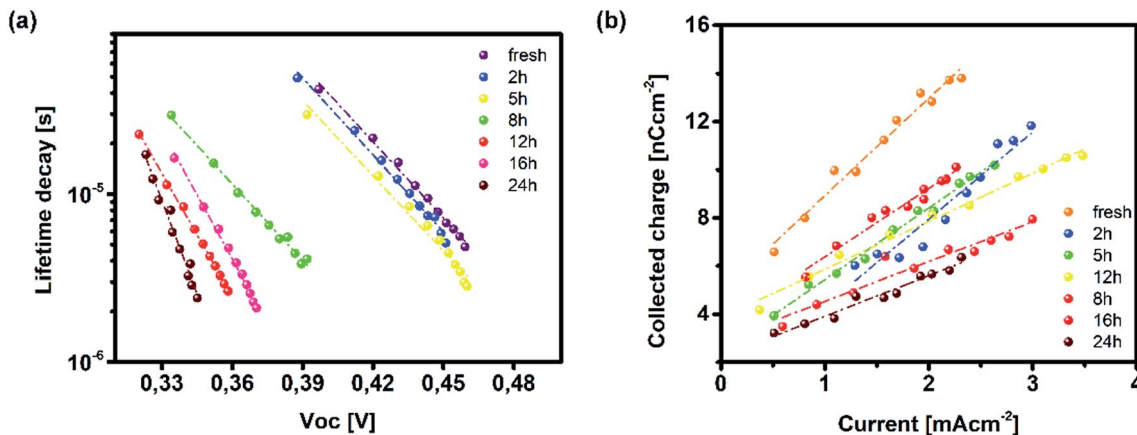 (a)
Lifetime decay [s]
10-5
10-6
fresh
2h
5h
8h
12h
16h
24h
0,33 0,36 0,39 0,42 0,45 0,48
Voc [V]
(b)
Collected charge [nCcm-2]
16
12
8
4
fresh
2h
5h
12h
8h
16h
24h
0 1 2 3 4
Current [mAcm-2]